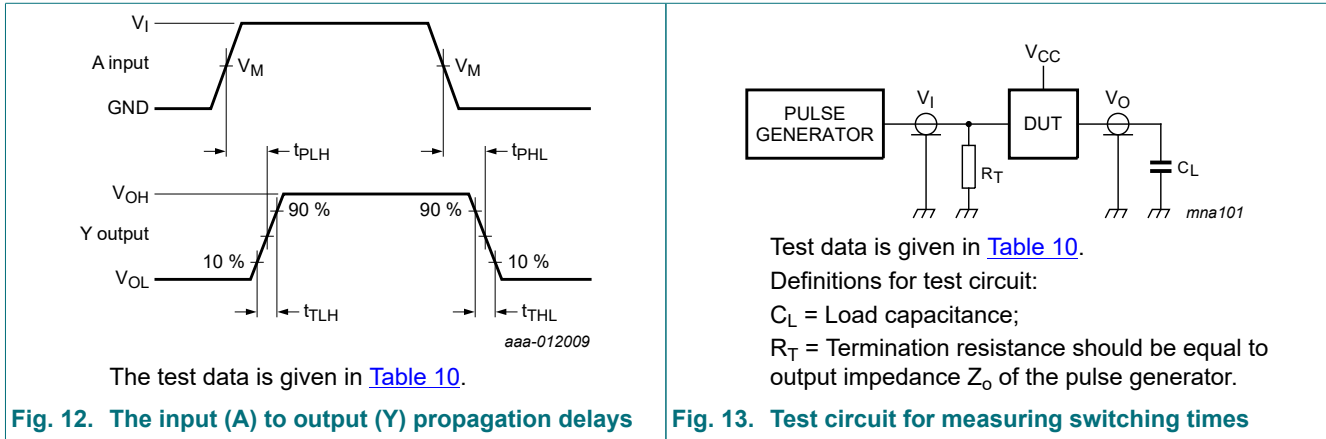 V_I
A input
V_M
V_M
GND
t_PLH
t_PHL
V_OH
90 %
90 %
Y output
10 %
10 %
V_OL
t_TLH
t_THL
aaa-012009
The test data is given in Table 10.
Fig. 12. The input (A) to output (Y) propagation delays
V_CC
PULSE
GENERATOR
V_I
DUT
V_O
R_T
C_L
mna101
Test data is given in Table 10.
Definitions for test circuit:
C_L = Load capacitance;
R_T = Termination resistance should be equal to
output impedance Z_o of the pulse generator.
Fig. 13. Test circuit for measuring switching times